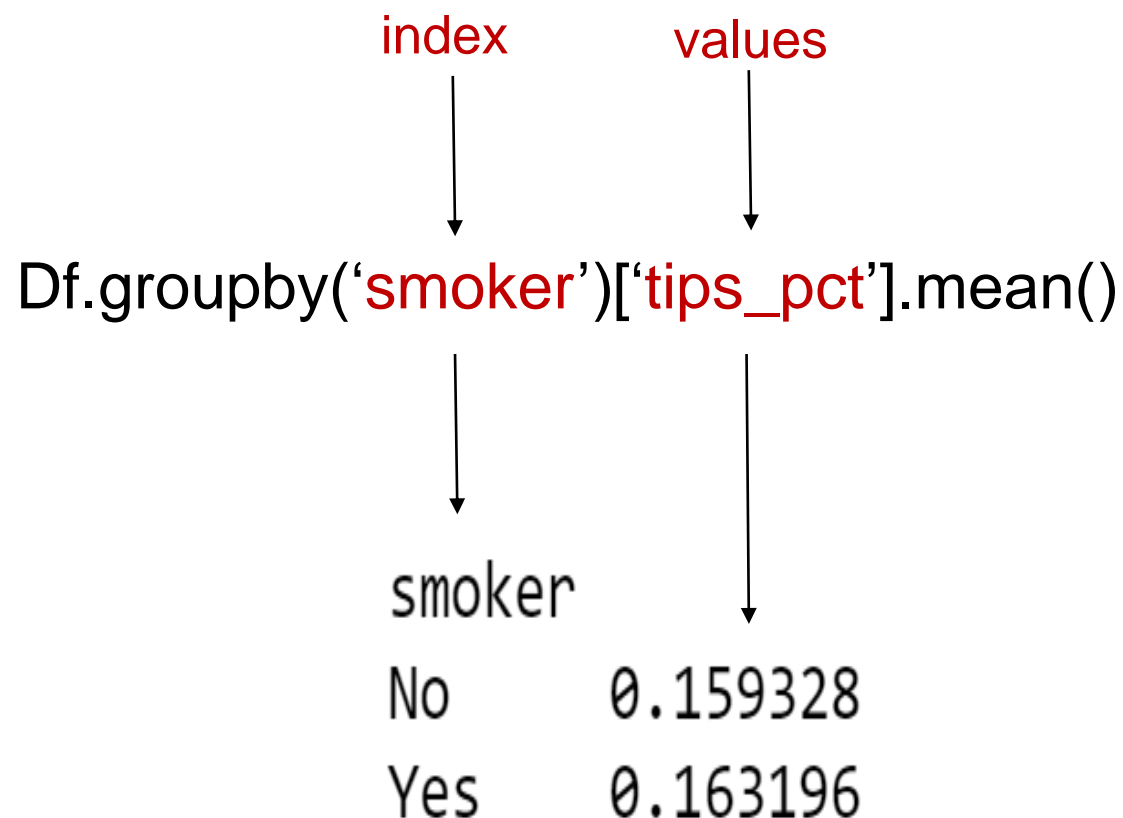 index values
Df.groupby(‘smoker’)[‘tips_pct’].mean()
smoker
No 0.159328
Yes 0.163196